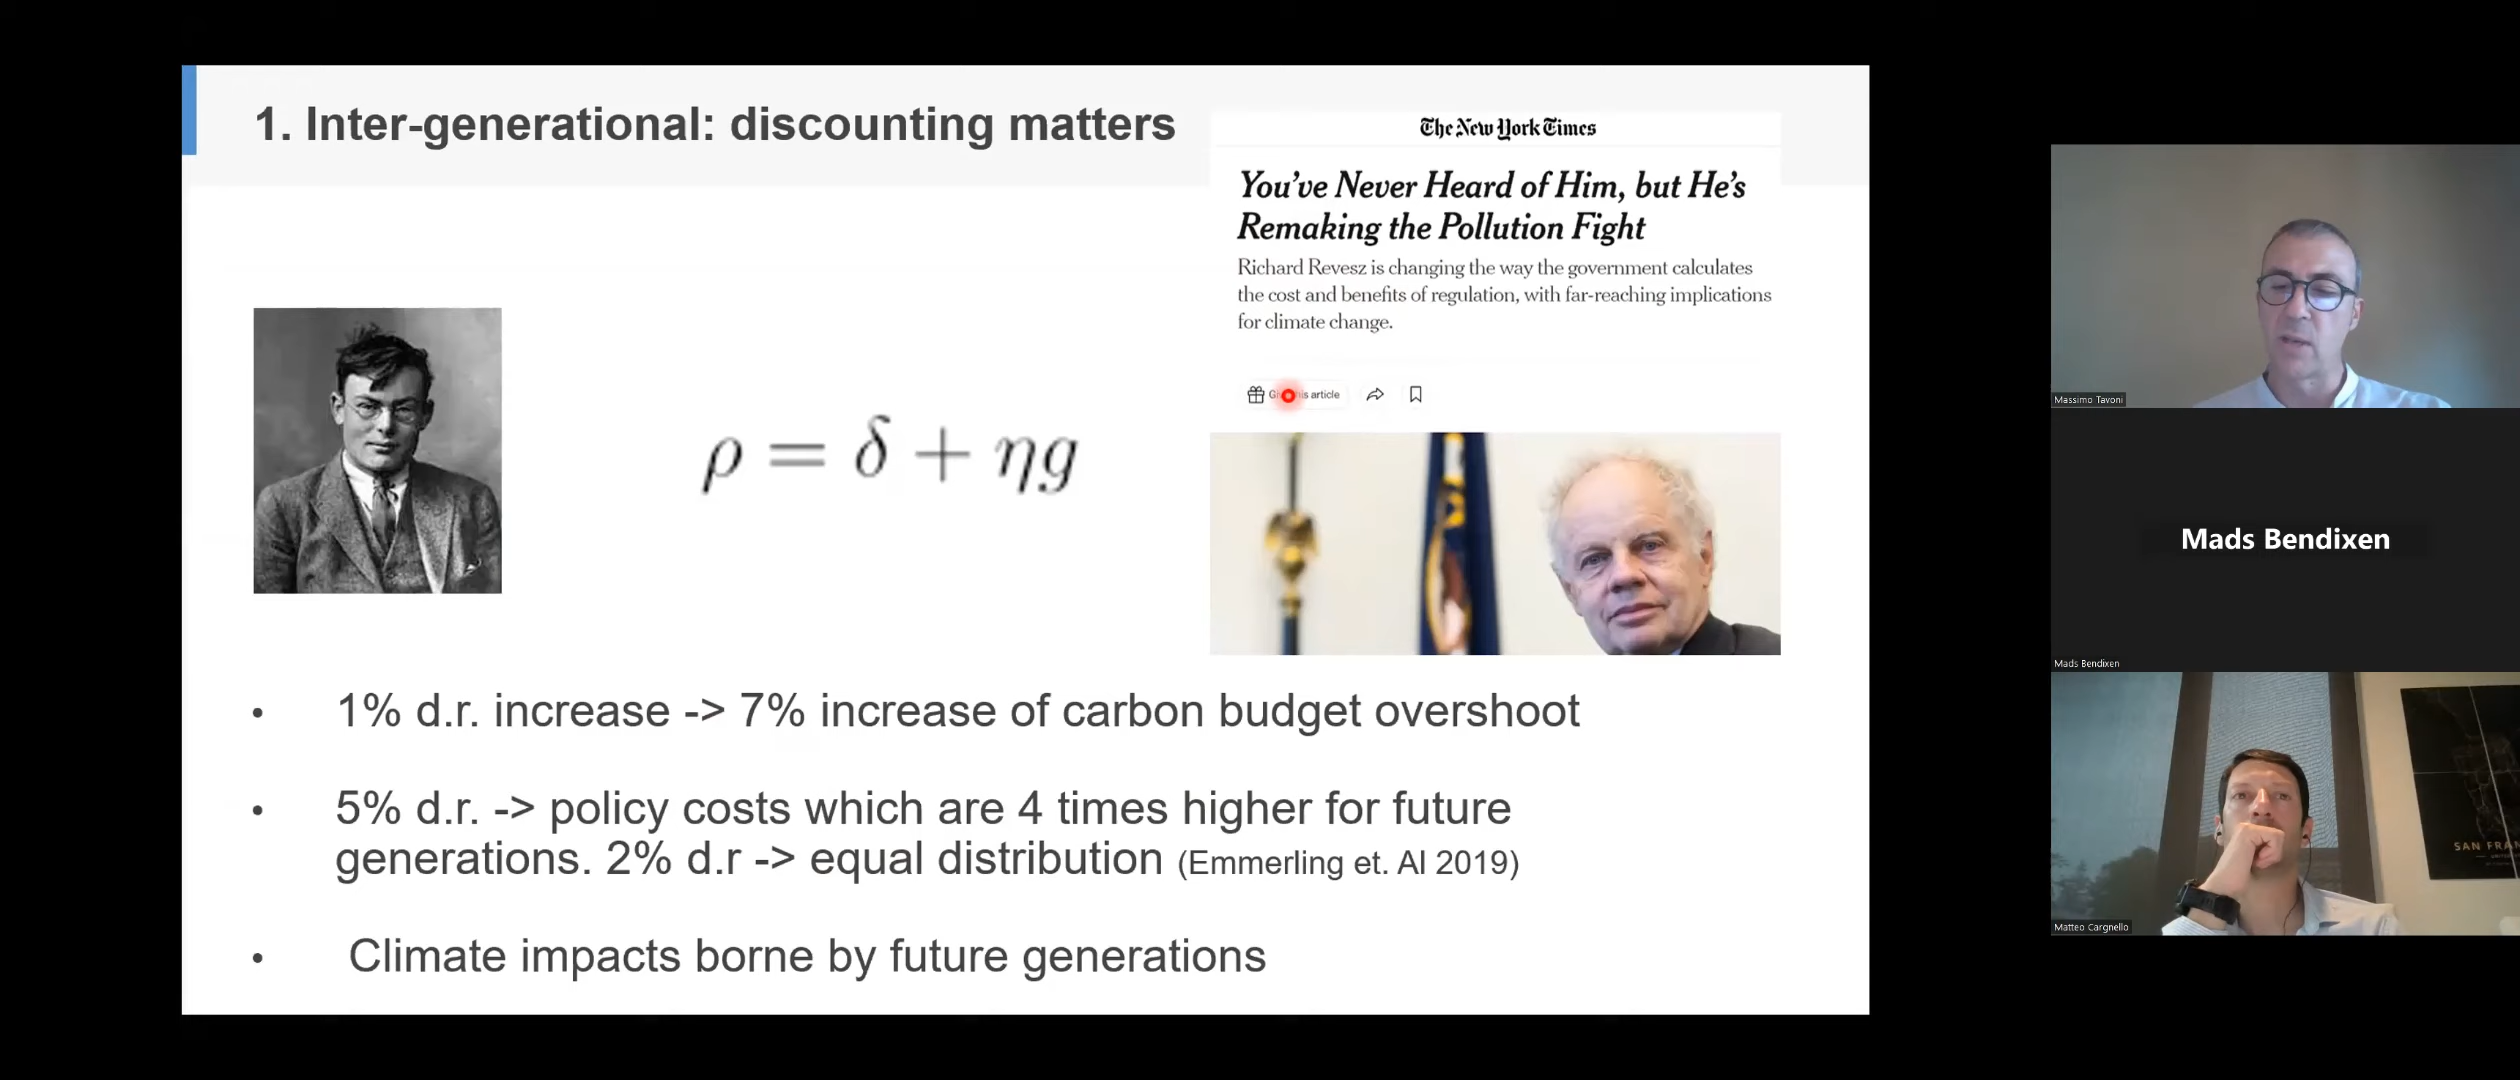 1. Inter-generational: discounting matters
The New York Times
You've Never Heard of Him, but He's
Remaking the Pollution Fight
Richard Revesz is changing the way the government calculates
the cost and benefits of regulation, with far-reaching implications
for climate change.
article
ρ = δ + ηg
• 1% d.r. increase -> 7% increase of carbon budget overshoot
• 5% d.r. -> policy costs which are 4 times higher for future
generations. 2% d.r -> equal distribution (Emmerling et. Al 2019)
• Climate impacts borne by future generations
Massimo Tavoni
Mads Bendixen
Mads Bendixen
SAN FRAN
Matteo Cargnello